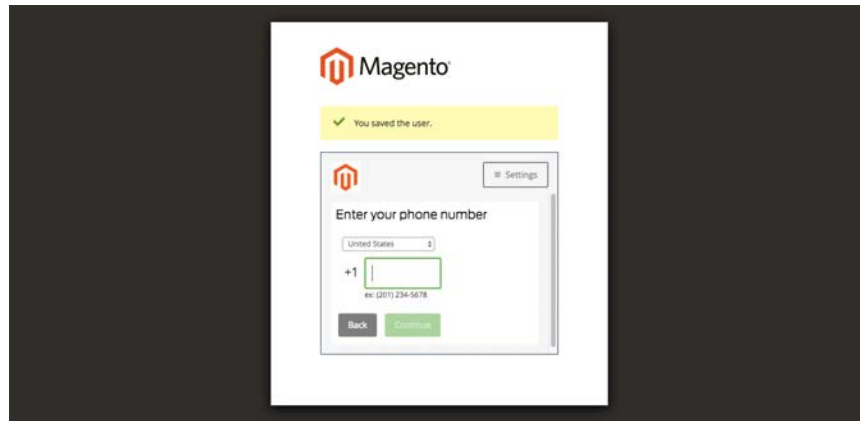 Magento
You saved the user.
Settings
Enter your phone number
United States
+1
ex: (201) 234-5678
Back Continue